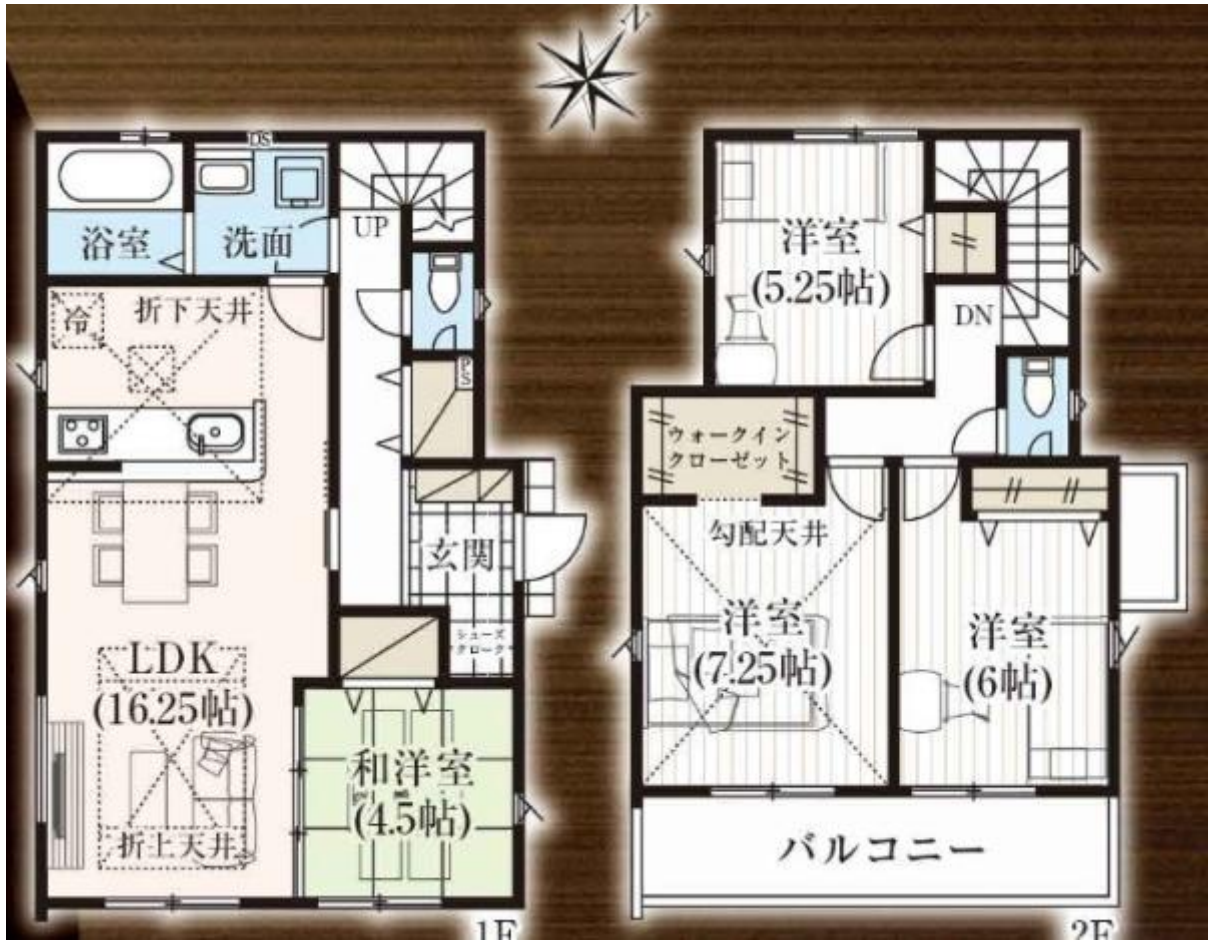 N
DS
浴室
洗面
UP
冷
折下天井
PS
玄関
シューズ
クローク
LDK
(16.25帖)
折上天井
和洋室
(4.5帖)
1F
洋室
(5.25帖)
DN
ウォークイン
クローゼット
勾配天井
洋室
(7.25帖)
洋室
(6帖)
バルコニー
2F